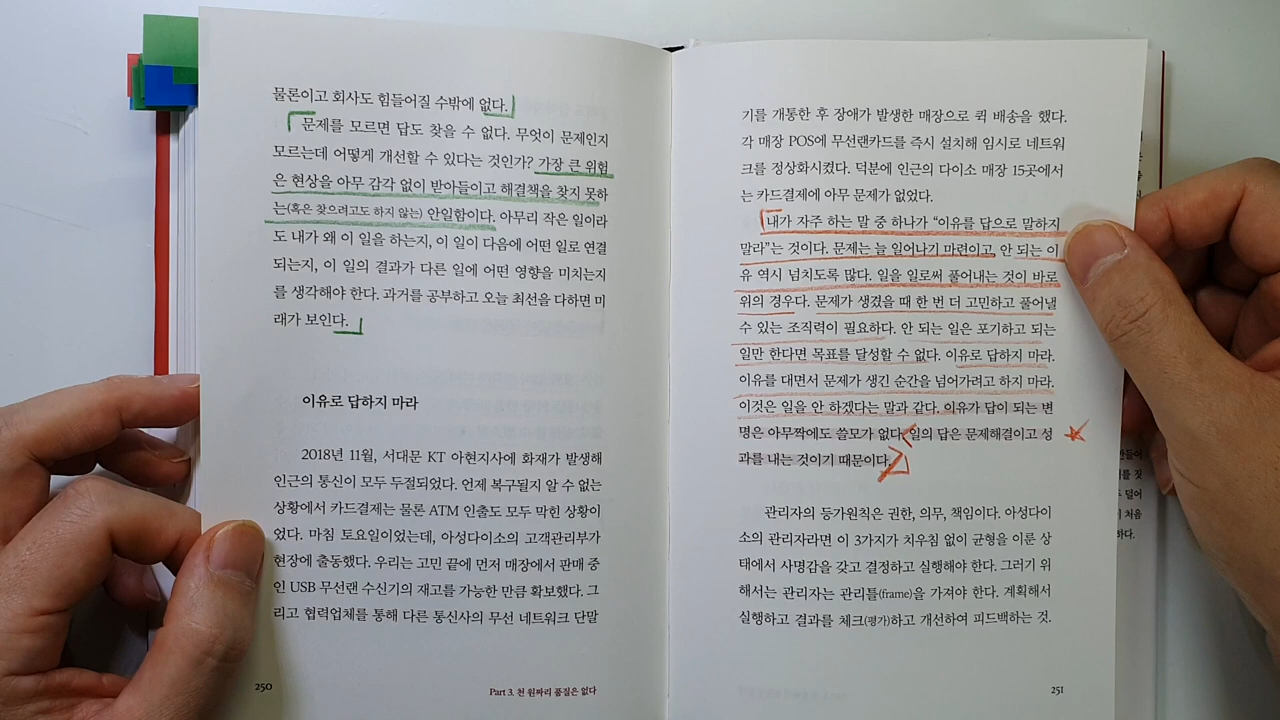 물론이고 회사도 힘들어질 수밖에 없다.
문제를 모르면 답도 찾을 수 없다. 무엇이 문제인지
모르는데 어떻게 개선할 수 있다는 것인가? 가장 큰 위험
은 현상을 아무 감각 없이 받아들이고 해결책을 찾지 못하
는(혹은 찾으려고도 하지 않는) 안일함이다. 아무리 작은 일이라
도 내가 왜 이 일을 하는지, 이 일이 다음에 어떤 일로 연결
되는지, 이 일의 결과가 다른 일에 어떤 영향을 미치는지
를 생각해야 한다. 과거를 공부하고 오늘 최선을 다하면 미
래가 보인다.
이유로 답하지 마라
2018년 11월, 서대문 KT 아현지사에 화재가 발생해
인근의 통신이 모두 두절되었다. 언제 복구될지 알 수 없는
상황에서 카드결제는 물론 ATM 인출도 모두 막힌 상황이
었다. 마침 토요일이었는데, 아성다이소의 고객관리부가
현장에 출동했다. 우리는 고민 끝에 먼저 매장에서 판매 중
인 USB 무선랜 수신기의 재고를 가능한 만큼 확보했다. 그
리고 협력업체를 통해 다른 통신사의 무선 네트워크 단말
250
Part 3. 천 원짜리 품질은 없다
기를 개통한 후 장애가 발생한 매장으로 퀵 배송을 했다.
각 매장 POS에 무선랜카드를 즉시 설치해 임시로 네트워
크를 정상화시켰다. 덕분에 인근의 다이소 매장 15곳에서
는 카드결제에 아무 문제가 없었다.
내가 자주 하는 말 중 하나가 “이유를 답으로 말하지
말라”는 것이다. 문제는 늘 일어나기 마련이고, 안 되는 이
유 역시 넘치도록 많다. 일을 일로써 풀어내는 것이 바로
위의 경우다. 문제가 생겼을 때 한 번 더 고민하고 풀어낼
수 있는 조직력이 필요하다. 안 되는 일은 포기하고 되는
일만 한다면 목표를 달성할 수 없다. 이유로 답하지 마라.
이유를 대면서 문제가 생긴 순간을 넘어가려고 하지 마라.
이것은 일을 안 하겠다는 말과 같다. 이유가 답이 되는 변
명은 아무짝에도 쓸모가 없다. 일의 답은 문제해결이고 성
과를 내는 것이기 때문이다.
관리자의 등가원칙은 권한, 의무, 책임이다. 아성다이
소의 관리자라면 이 3가지가 치우침 없이 균형을 이룬 상
태에서 사명감을 갖고 결정하고 실행해야 한다. 그러기 위
해서는 관리자는 관리틀(frame)을 가져야 한다. 계획해서
실행하고 결과를 체크(평가)하고 개선하여 피드백하는 것.
251